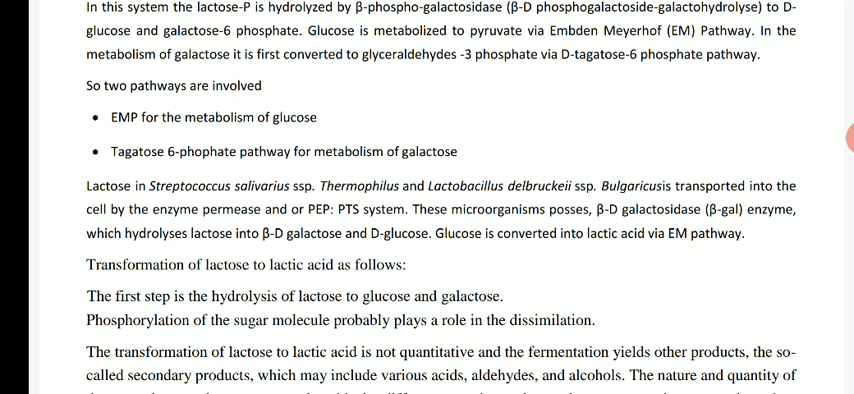 In this system the lactose-P is hydrolyzed by β-phospho-galactosidase (β-D phosphogalactoside-galactohydrolyse) to D-
glucose and galactose-6 phosphate. Glucose is metabolized to pyruvate via Embden Meyerhof (EM) Pathway. In the
metabolism of galactose it is first converted to glyceraldehydes -3 phosphate via D-tagatose-6 phosphate pathway.
So two pathways are involved
• EMP for the metabolism of glucose
• Tagatose 6-phophate pathway for metabolism of galactose
Lactose in Streptococcus salivarius ssp. Thermophilus and Lactobacillus delbruckeii ssp. Bulgaricusis transported into the
cell by the enzyme permease and or PEP: PTS system. These microorganisms posses, β-D galactosidase (β-gal) enzyme,
which hydrolyses lactose into β-D galactose and D-glucose. Glucose is converted into lactic acid via EM pathway.
Transformation of lactose to lactic acid as follows:
The first step is the hydrolysis of lactose to glucose and galactose.
Phosphorylation of the sugar molecule probably plays a role in the dissimilation.
The transformation of lactose to lactic acid is not quantitative and the fermentation yields other products, the so-
called secondary products, which may include various acids, aldehydes, and alcohols. The nature and quantity of